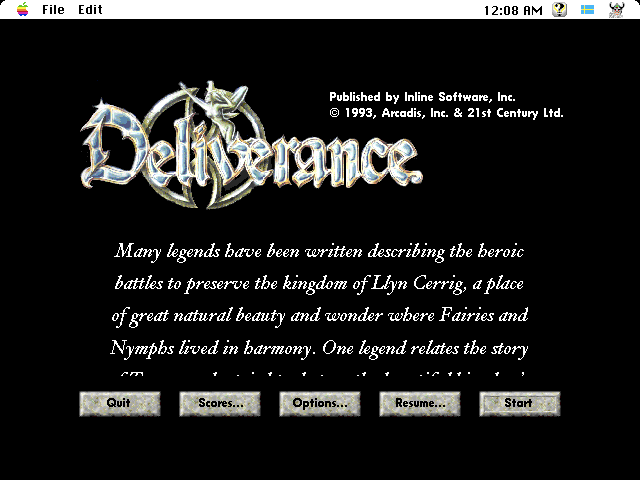 File Edit 12:08 AM
Published by Inline Software, Inc.
© 1993, Arcadis, Inc. & 21st Century Ltd.
Deliverance
Many legends have been written describing the heroic
battles to preserve the kingdom of Llyn Cerrig, a place
of great natural beauty and wonder where Fairies and
Nymphs lived in harmony. One legend relates the story
Quit Scores... Options... Resume... Start